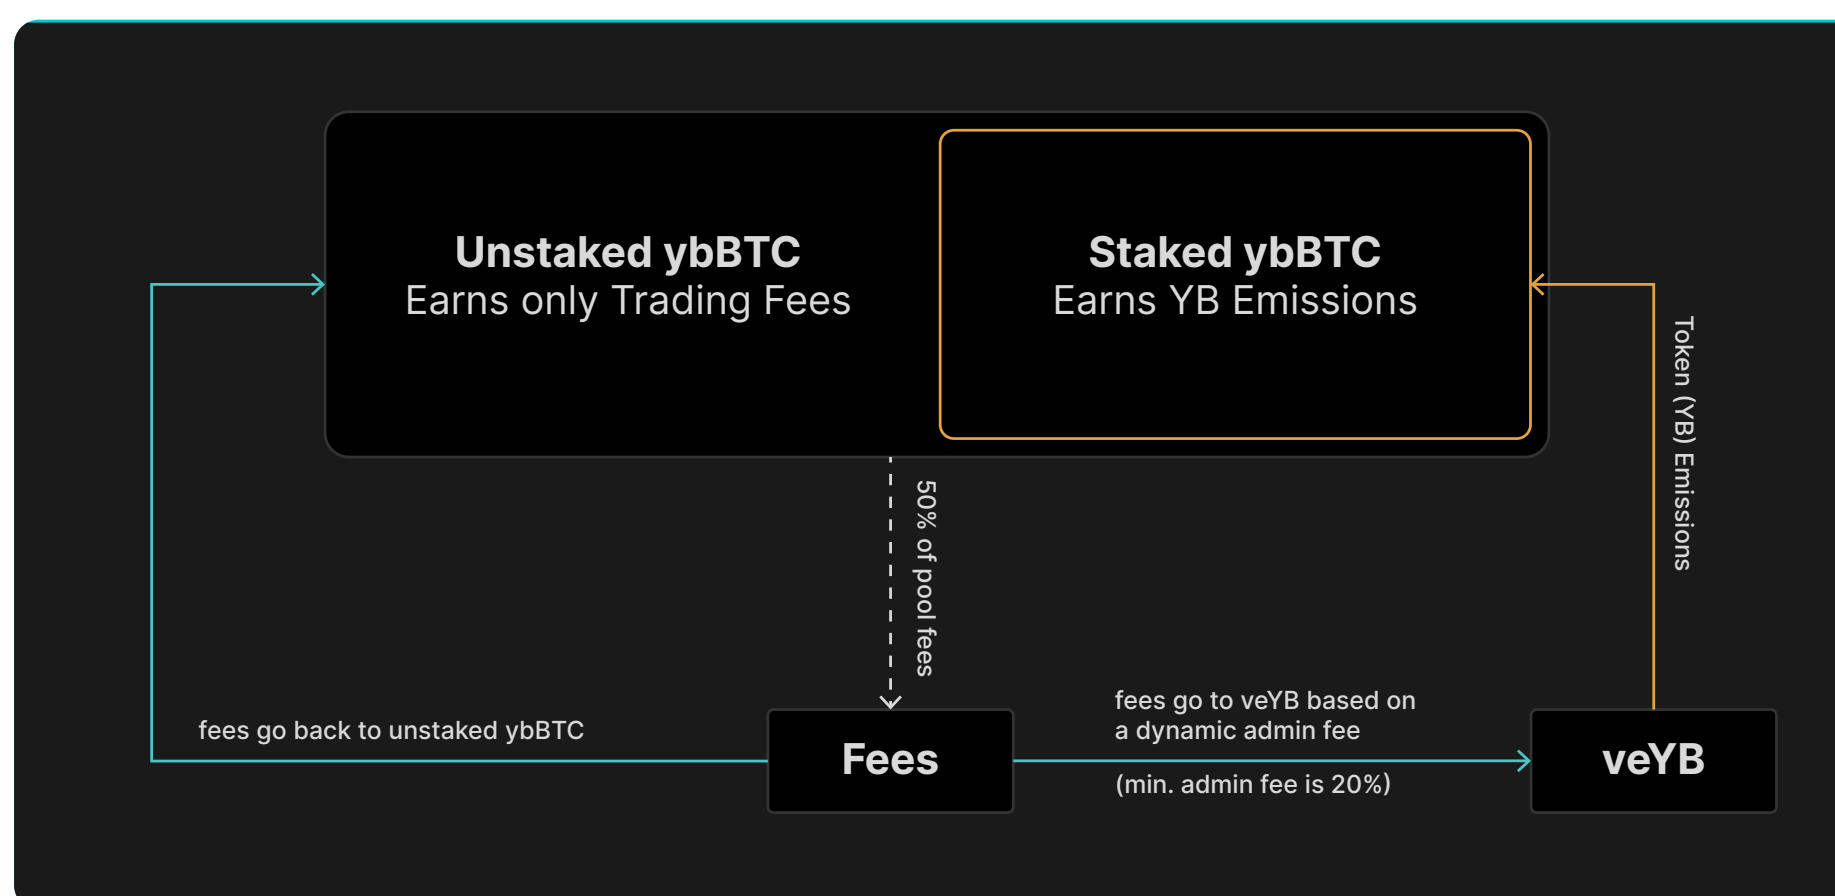 Unstaked ybBTC
Earns only Trading Fees
Staked ybBTC
Earns YB Emissions
Token (YB) Emissions
50% of pool fees
fees go back to unstaked ybBTC
Fees
fees go to veYB based on
a dynamic admin fee
(min. admin fee is 20%)
veYB